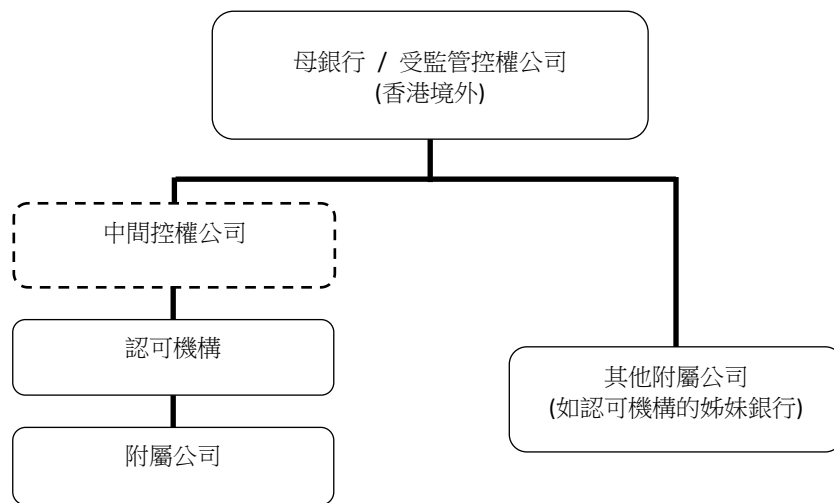 母銀行 / 受監管控權公司
(香港境外)
中間控權公司
認可機構
其他附屬公司
(如認可機構的姊妹銀行)
附屬公司